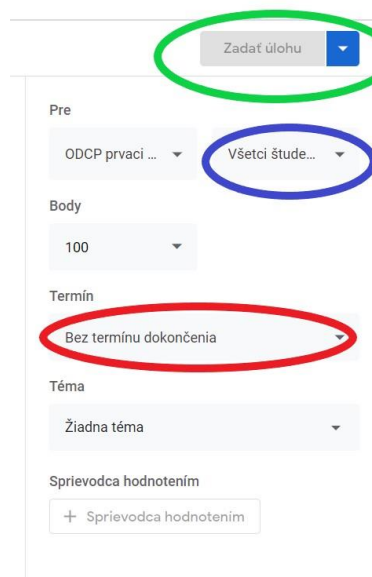 Zadať úlohu
Pre
ODCP prvaci ...
Všetci štude...
Body
100
Termín
Bez termínu dokončenia
Téma
Žiadna téma
Sprievodca hodnotením
+ Sprievodca hodnotením